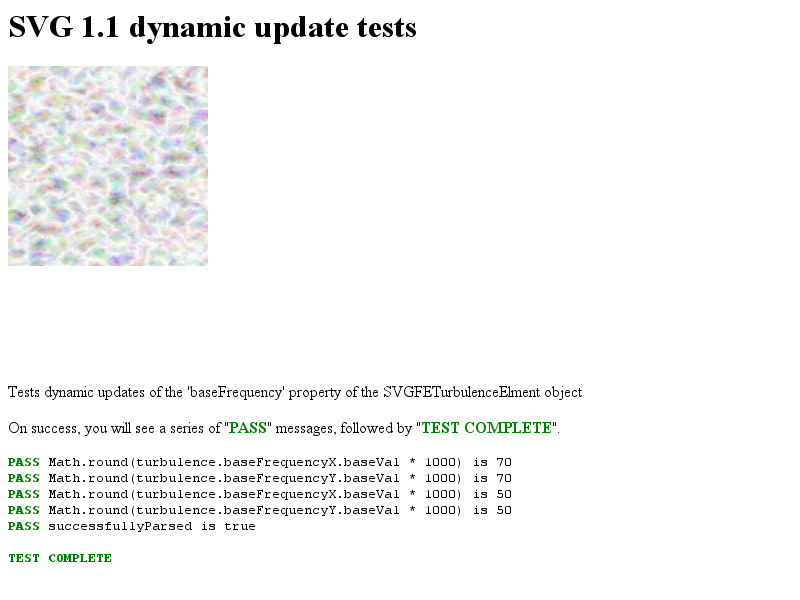 SVG 1.1 dynamic update tests
Tests dynamic updates of the 'baseFrequency' property of the SVGFETurbulenceElment object
On success, you will see a series of "PASS" messages, followed by "TEST COMPLETE".
PASS Math.round(turbulence.baseFrequencyX.baseVal * 1000) is 70
PASS Math.round(turbulence.baseFrequencyY.baseVal * 1000) is 70
PASS Math.round(turbulence.baseFrequencyX.baseVal * 1000) is 50
PASS Math.round(turbulence.baseFrequencyY.baseVal * 1000) is 50
PASS successfullyParsed is true
TEST COMPLETE